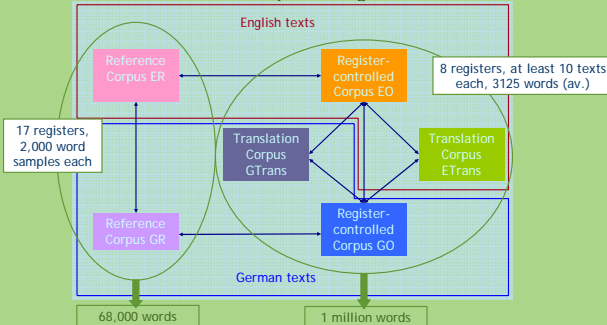 English texts
Reference
Corpus ER
Register-
controlled
Corpus EO
8 registers, at least 10 texts
each, 3125 words (av.)
17 registers,
2,000 word
samples each
Translation
Corpus
GTrans
Translation
Corpus
ETrans
Reference
Corpus GR
Register-
controlled
Corpus GO
German texts
68,000 words
1 million words